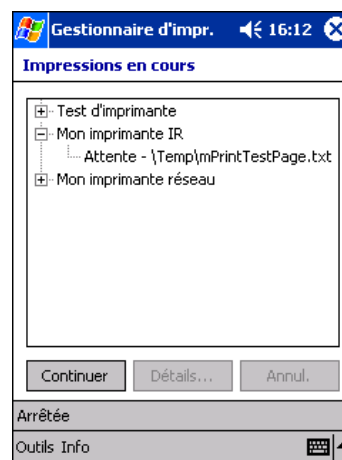 Gestionnaire d'impr. 16:12
Impressions en cours
Test d'imprimante
Mon imprimante IR
Attente - \Temp\mPrintTestPage.txt
Mon imprimante réseau
Continuer Détails... Annul.
Arrêtée
Outils Info